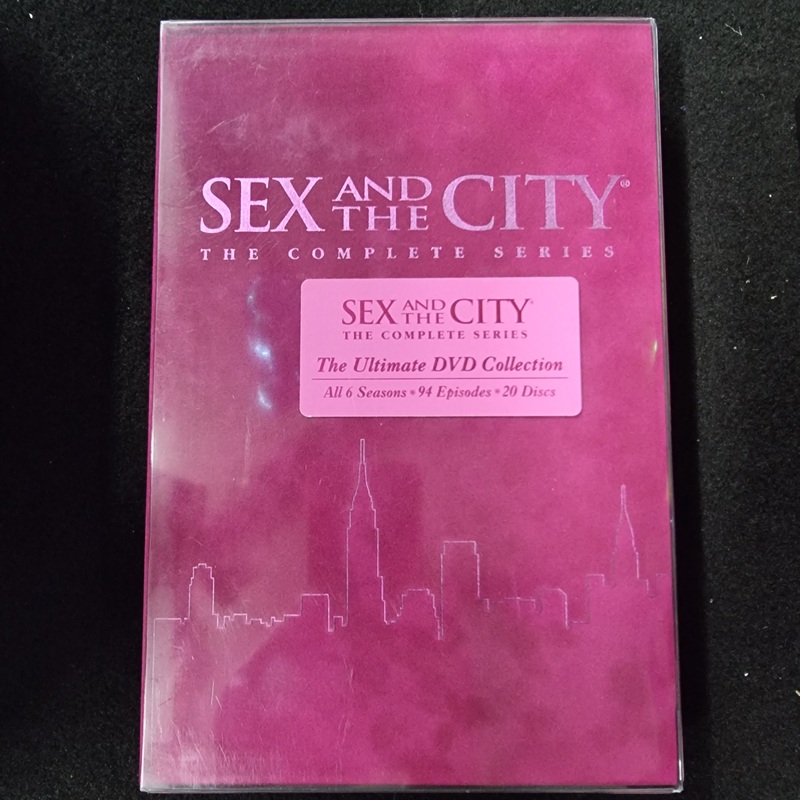 SEX AND THE CITY®
THE COMPLETE SERIES
SEX AND THE CITY®
THE COMPLETE SERIES
The Ultimate DVD Collection
All 6 Seasons • 94 Episodes • 20 Discs